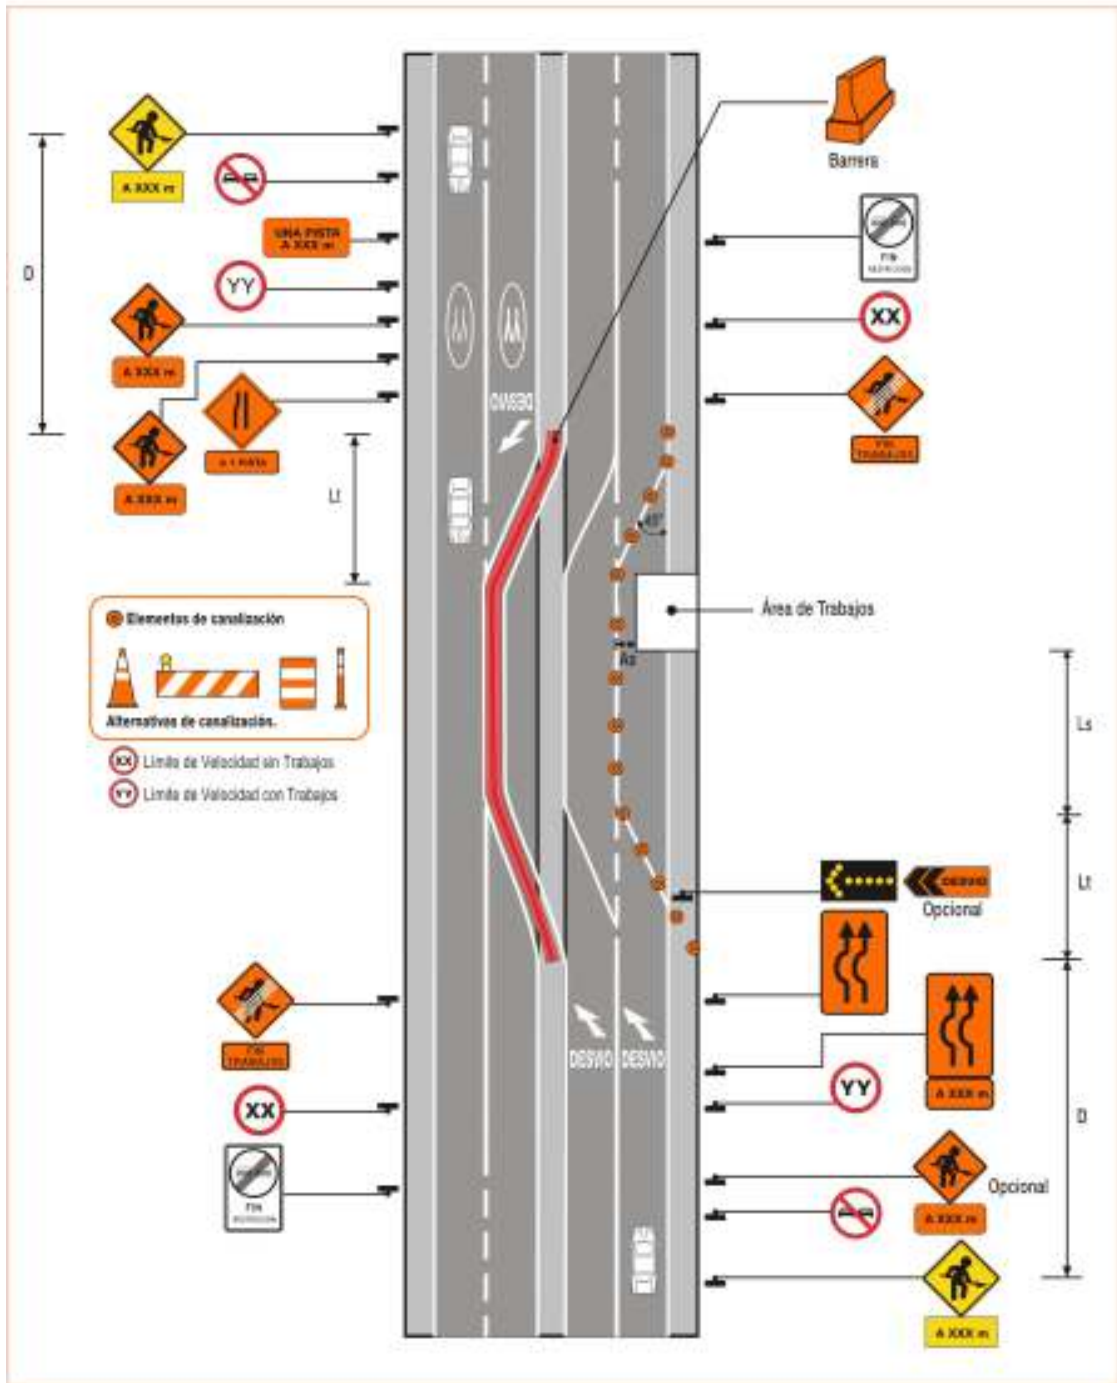 Barrera
D
A XXX m
UNA PISTA
A XXX m
FIN
YY
XX
A XXX m
DESVIO
FIN
TRABAJOS
A XXX m
Lt
45°
Elementos de canalización
Área de Trabajos
As
Alternativas de canalización.
Ls
XX Límite de Velocidad sin Trabajos
YY Límite de Velocidad con Trabajos
Lt
DESVIO
Opcional
FIN
TRABAJOS
DESVIO DESVIO
A XXX m
YY
XX
D
FIN
Opcional
A XXX m
A XXX m